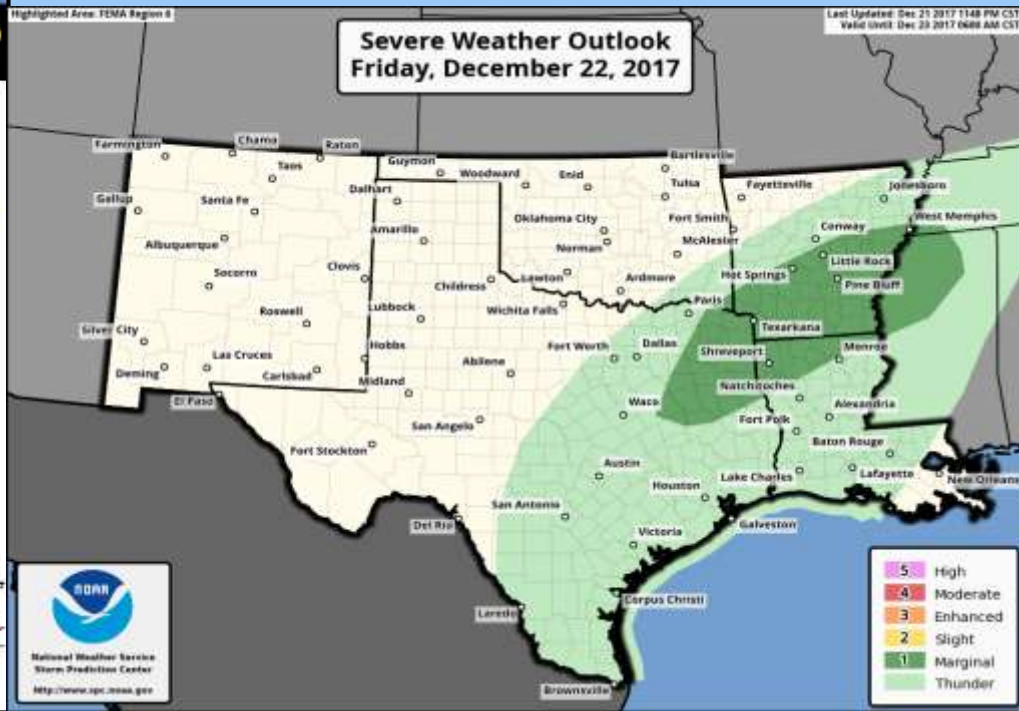 Highlighted Area: FEMA Region 6
Last Updated: Dec 21 2017 1148 PM CST
Valid Until: Dec 23 2017 0600 AM CST
Severe Weather Outlook
Friday, December 22, 2017
Farmington
Chama
Raton
Taos
Guymon
Woodward
Enid
Bartlesville
Tulsa
Fayetteville
Jonesboro
Gallup
Santa Fe
Dalhart
Oklahoma City
Fort Smith
West Memphis
Albuquerque
Amarillo
Norman
McAlester
Conway
Socorro
Clovis
Childress
Lawton
Ardmore
Hot Springs
Little Rock
Pine Bluff
Roswell
Lubbock
Wichita Falls
Paris
Texarkana
Silver City
Las Cruces
Hobbs
Abilene
Fort Worth
Dallas
Shreveport
Monroe
Deming
Carlsbad
Midland
Natchitoches
El Paso
San Angelo
Waco
Fort Polk
Alexandria
Fort Stockton
Baton Rouge
Austin
Houston
Lake Charles
Lafayette
New Orleans
Del Rio
San Antonio
Victoria
Galveston
Laredo
Corpus Christi
Brownsville
NOAA
National Weather Service
Storm Prediction Center
http://www.spc.noaa.gov
5 High
4 Moderate
3 Enhanced
2 Slight
1 Marginal
Thunder